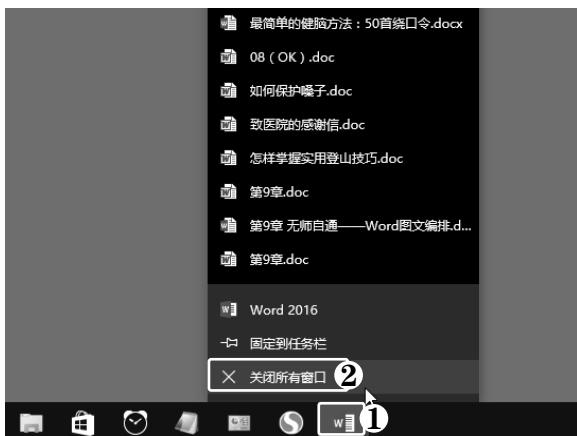 最简单的健脑方法：50首绕口令.docx
08（OK）.doc
如何保护嗓子.doc
致医院的感谢信.doc
怎样掌握实用登山技巧.doc
第9章.doc
第9章 无师自通——Word图文编排.d...
第9章.doc
Word 2016
固定到任务栏
关闭所有窗口 2
1